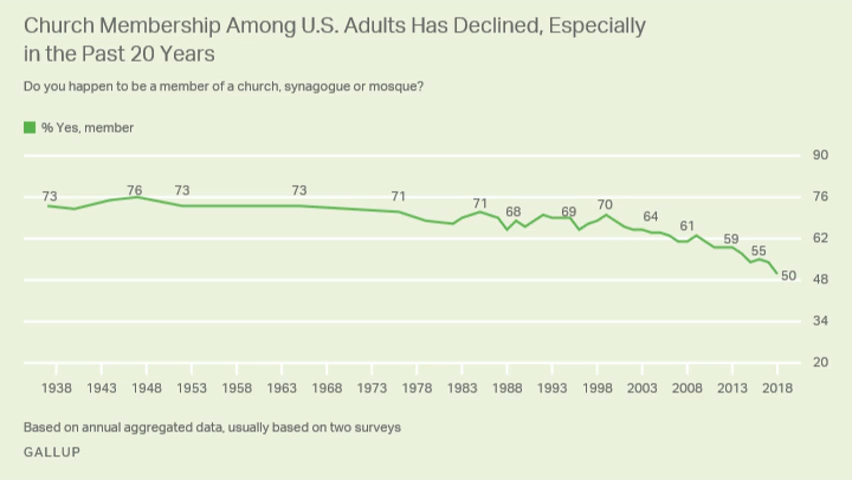 Church Membership Among U.S. Adults Has Declined, Especially
in the Past 20 Years
Do you happen to be a member of a church, synagogue or mosque?
% Yes, member
90
73 76 73 73 71 71 68 69 70 64 61 59 55 50
76
62
48
34
20
1938 1943 1948 1953 1958 1963 1968 1973 1978 1983 1988 1993 1998 2003 2008 2013 2018
Based on annual aggregated data, usually based on two surveys
GALLUP